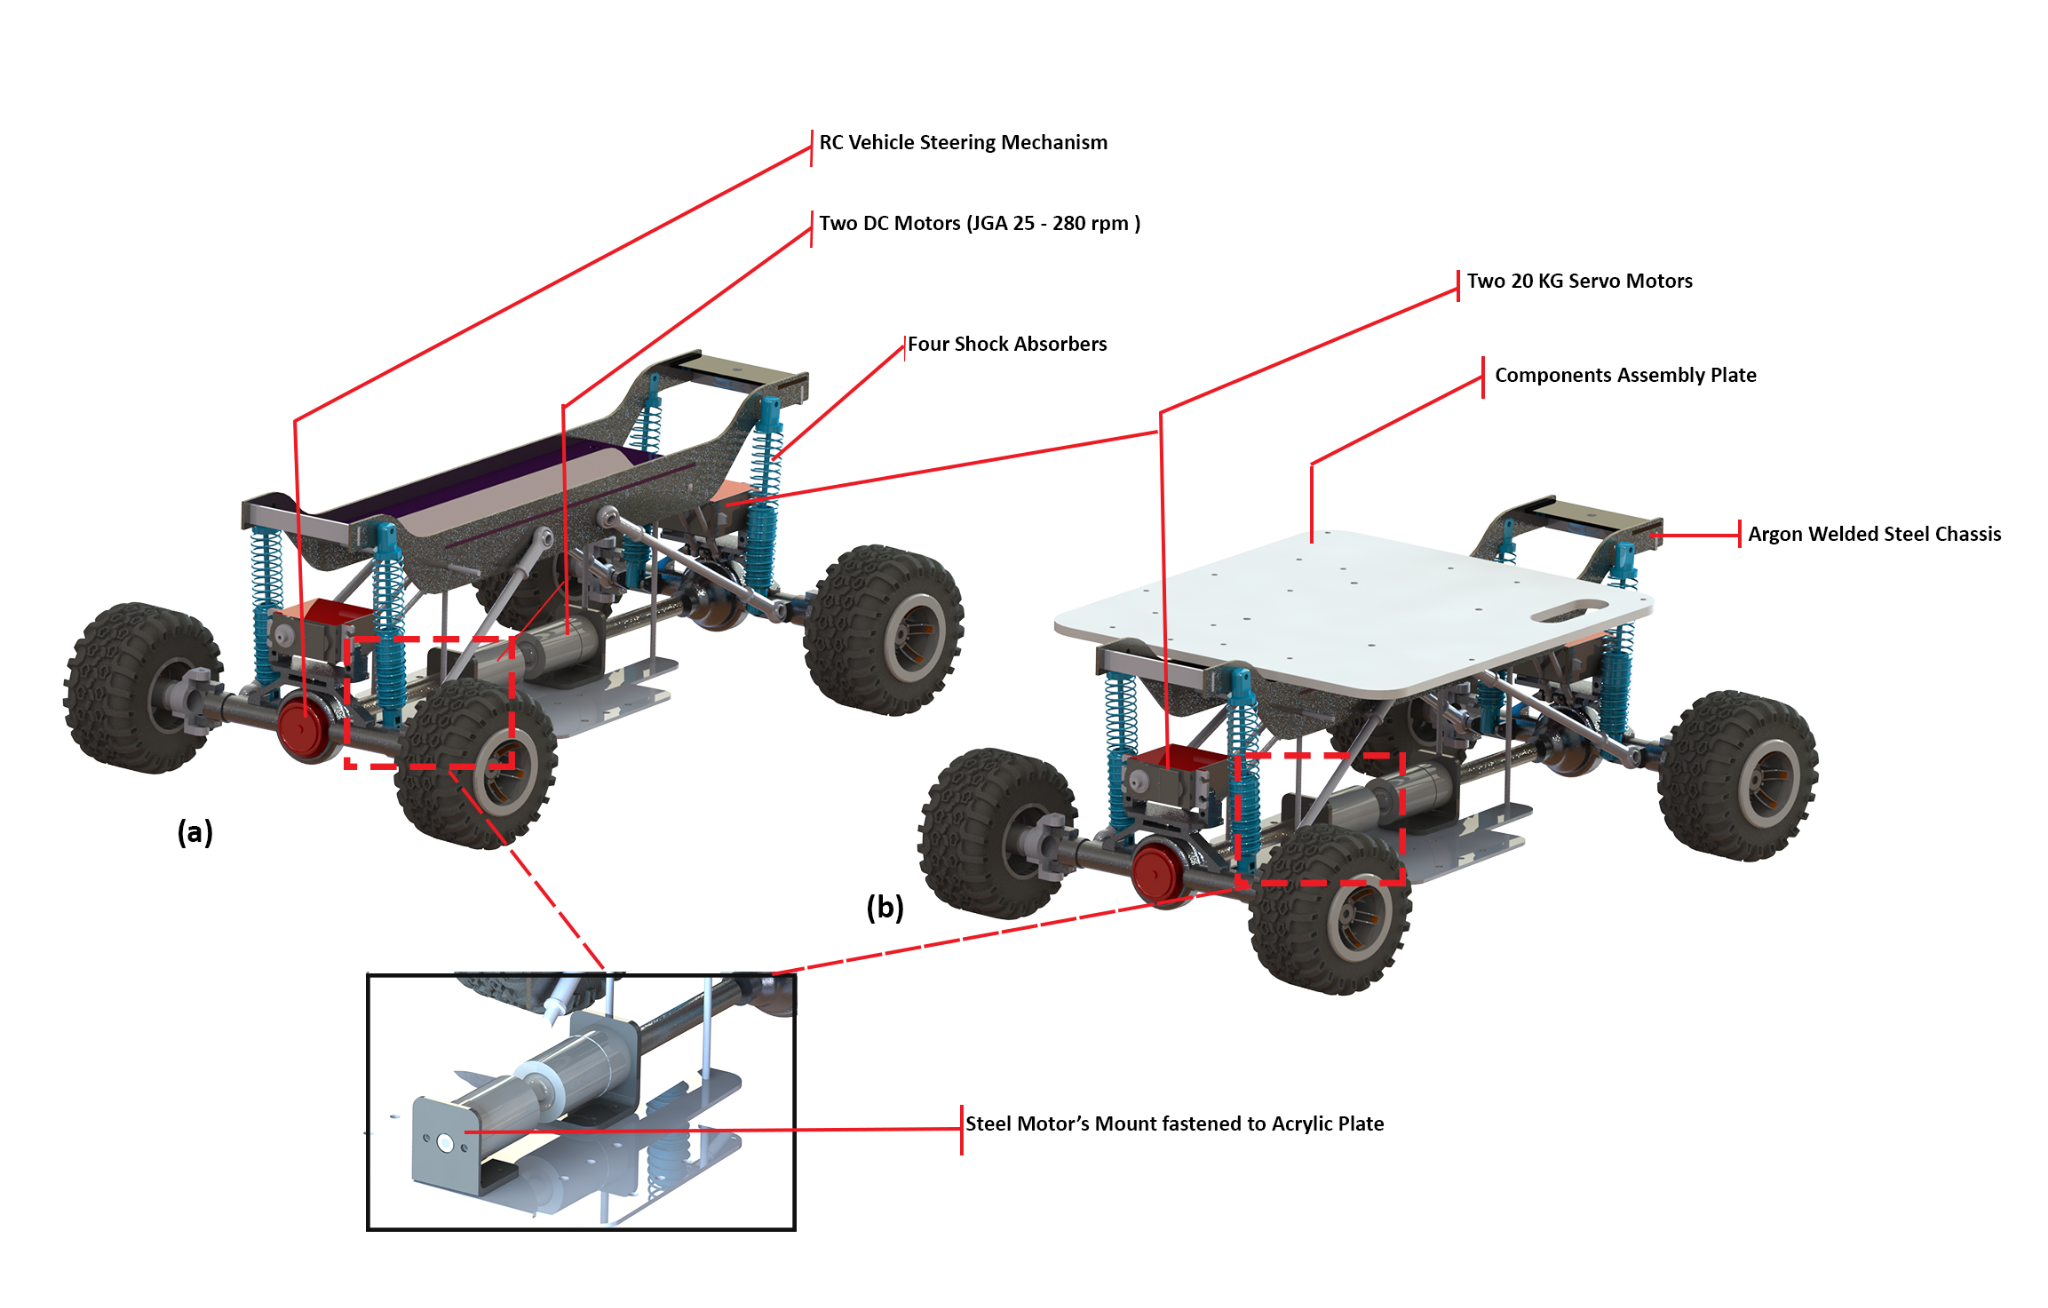 RC Vehicle Steering Mechanism
Two DC Motors (JGA 25 - 280 rpm )
Two 20 KG Servo Motors
Four Shock Absorbers
Components Assembly Plate
Argon Welded Steel Chassis
(a)
(b)
Steel Motor’s Mount fastened to Acrylic Plate